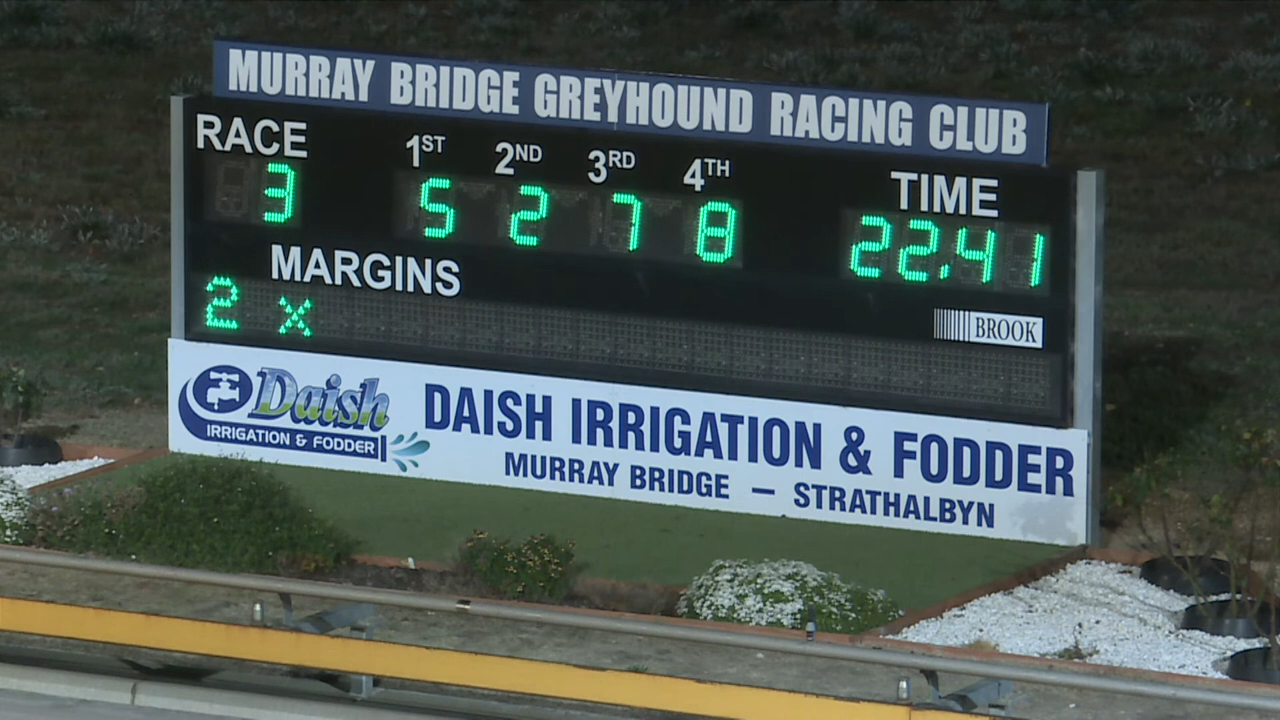 MURRAY BRIDGE GREYHOUND RACING CLUB
RACE 1ST 2ND 3RD 4TH TIME
3 5 2 7 8 22.41
MARGINS
2 x
BROOK
Daish
IRRIGATION & FODDER
DAISH IRRIGATION & FODDER
MURRAY BRIDGE – STRATHALBYN